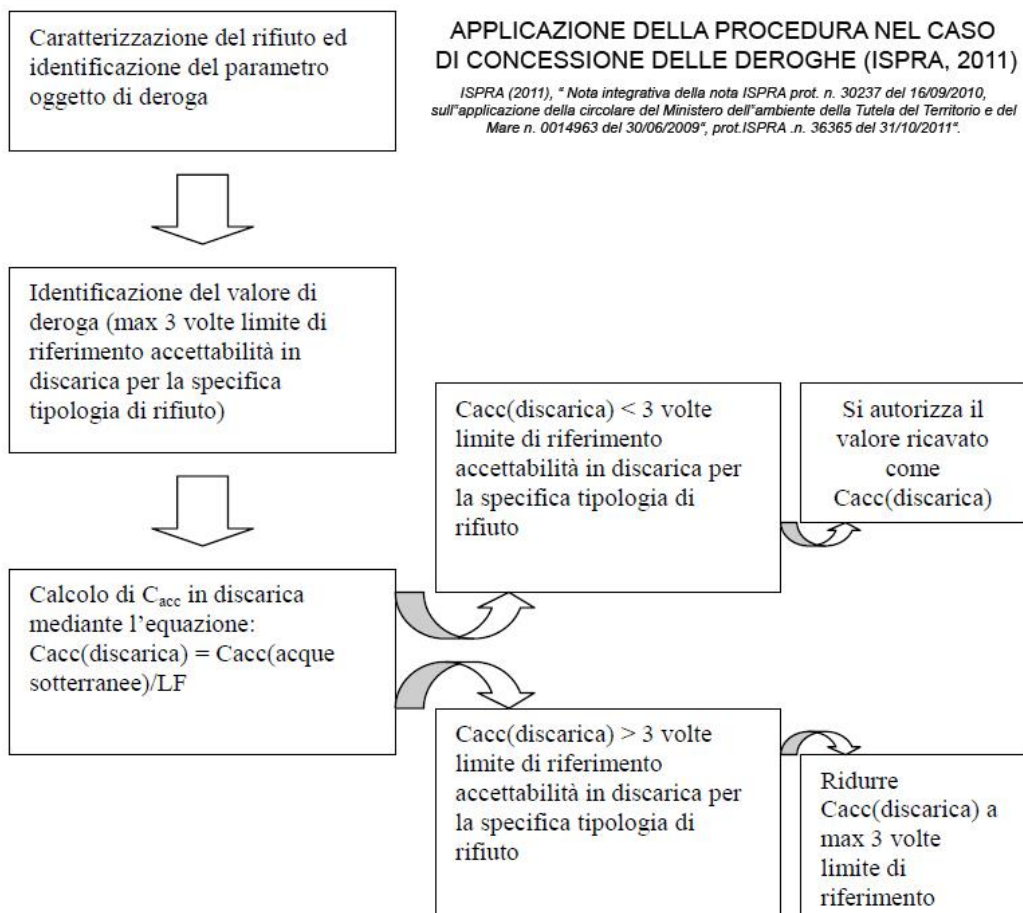 APPLICAZIONE DELLA PROCEDURA NEL CASO
DI CONCESSIONE DELLE DEROGHE (ISPRA, 2011)
ISPRA (2011), “ Nota integrativa della nota ISPRA prot. n. 30237 del 16/09/2010,
sull‟applicazione della circolare del Ministero dell‟ambiente della Tutela del Territorio e del
Mare n. 0014963 del 30/06/2009“, prot.ISPRA .n. 36365 del 31/10/2011“.
Caratterizzazione del rifiuto ed
identificazione del parametro
oggetto di deroga
Identificazione del valore di
deroga (max 3 volte limite di
riferimento accettabilità in
discarica per la specifica
tipologia di rifiuto)
Calcolo di Cacc in discarica
mediante l’equazione:
Cacc(discarica) = Cacc(acque
sotterranee)/LF
Cacc(discarica) < 3 volte
limite di riferimento
accettabilità in discarica per
la specifica tipologia di
rifiuto
Si autorizza il
valore ricavato
come
Cacc(discarica)
Cacc(discarica) > 3 volte
limite di riferimento
accettabilità in discarica per
la specifica tipologia di
rifiuto
Ridurre
Cacc(discarica) a
max 3 volte
limite di
riferimento